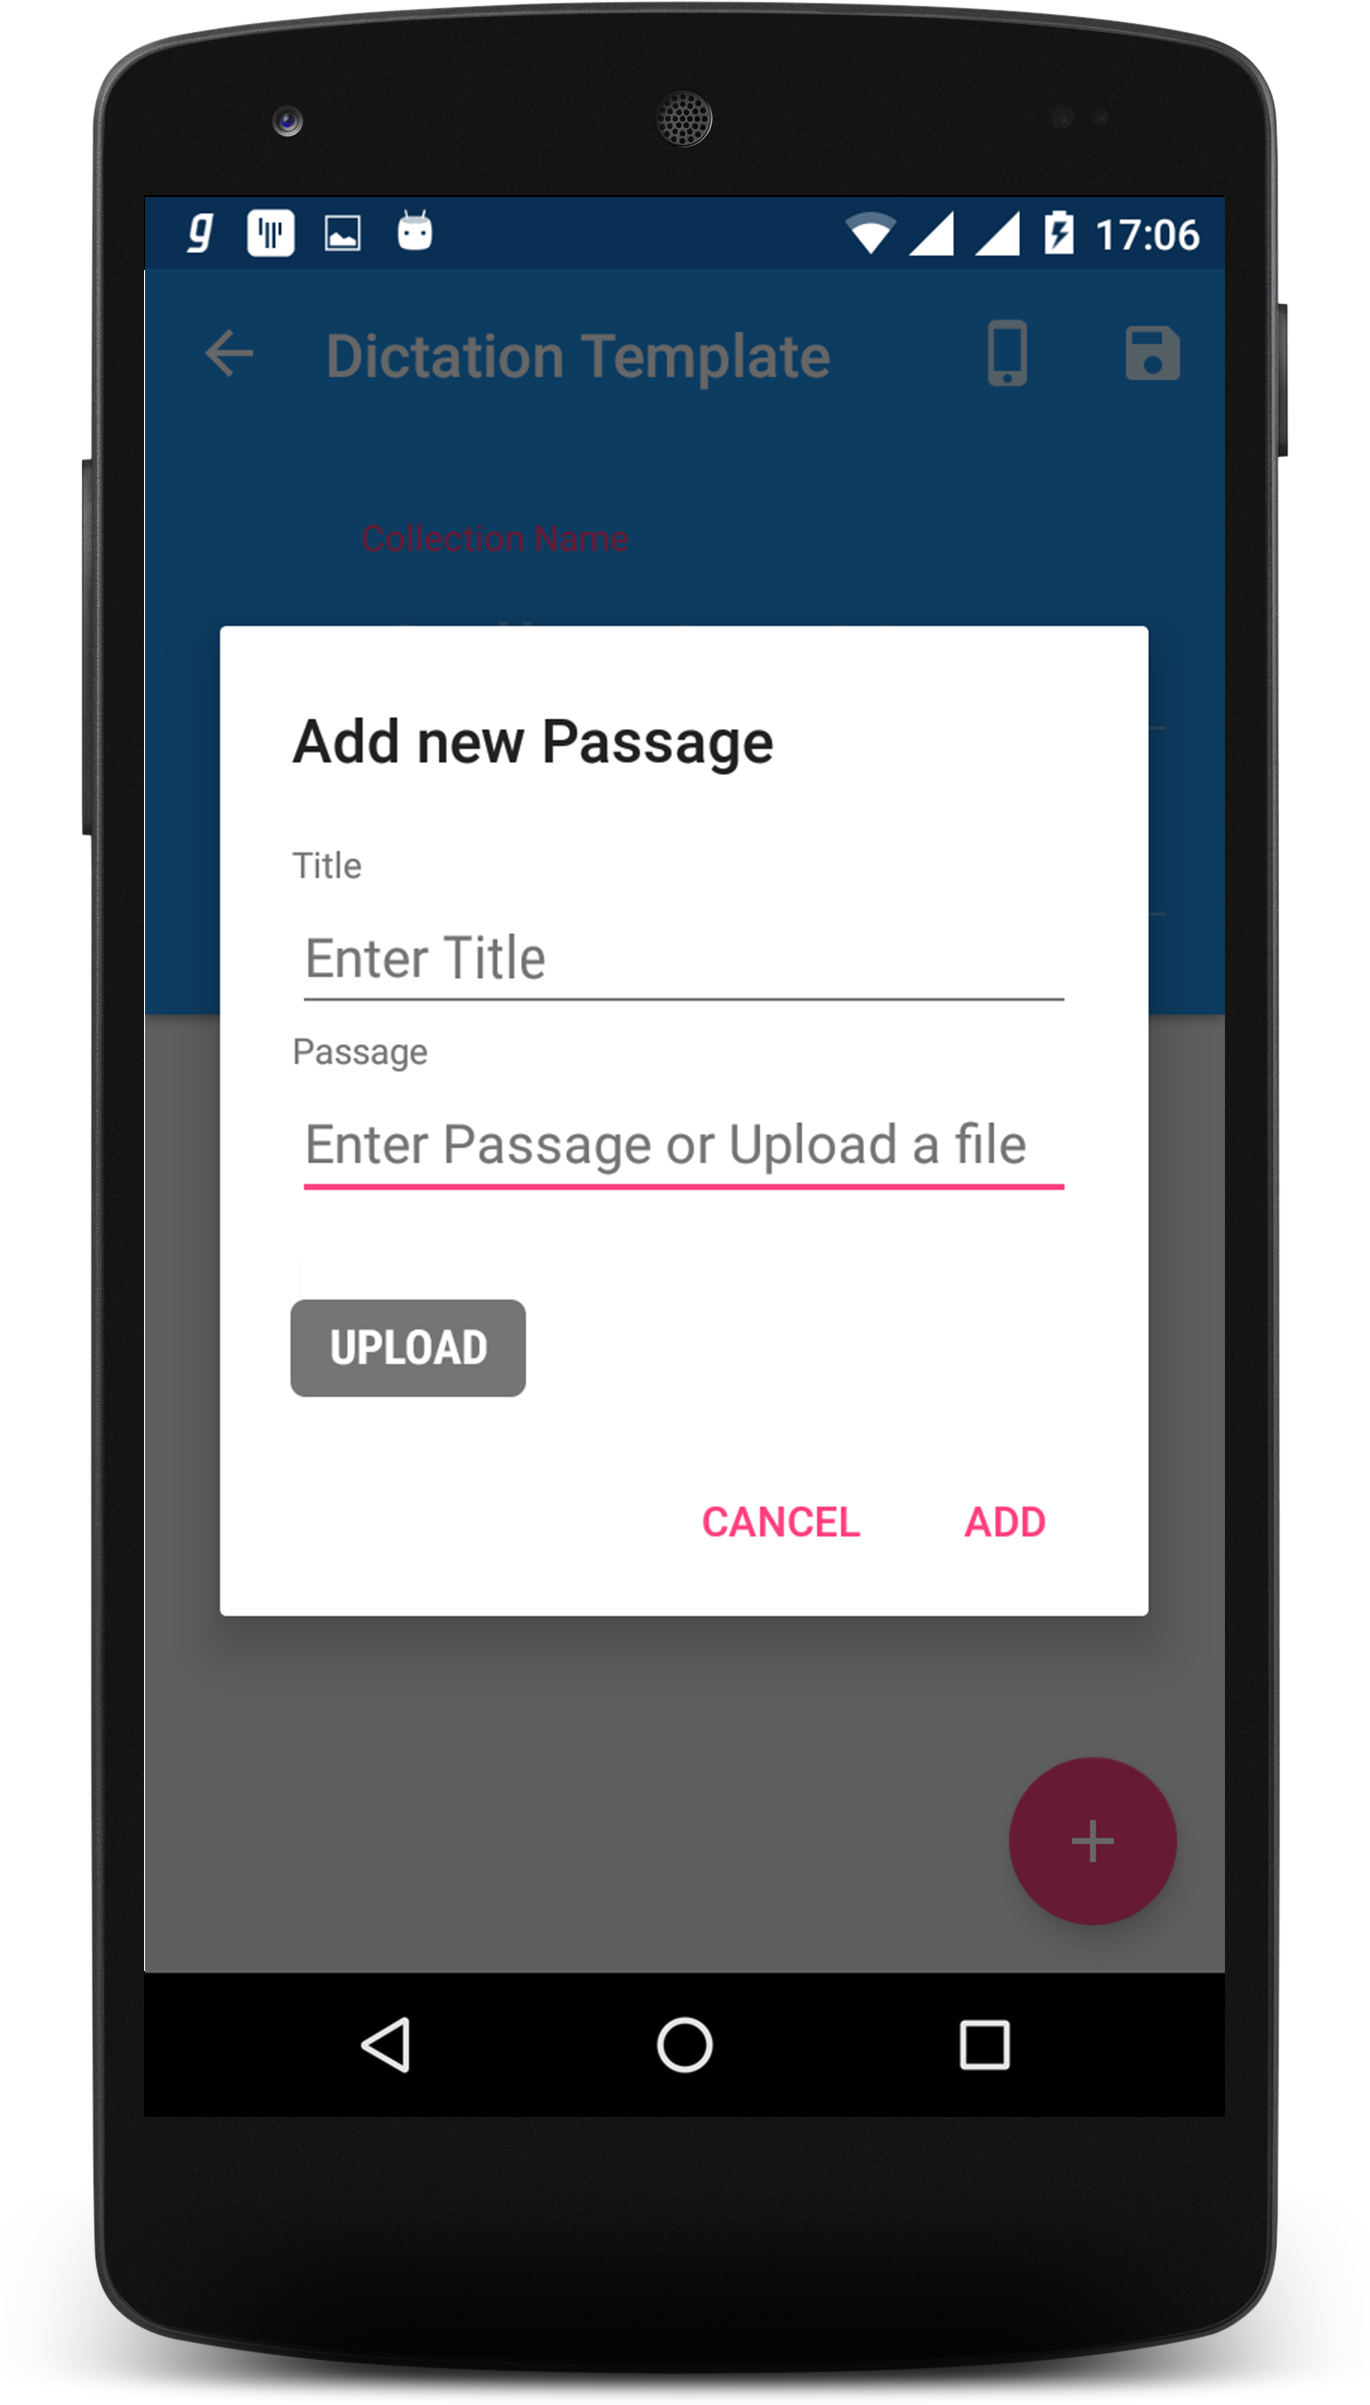 g 17:06
Dictation Template
Collection Name
Add new Passage
Title
Enter Title
Passage
Enter Passage or Upload a file
UPLOAD
CANCEL ADD